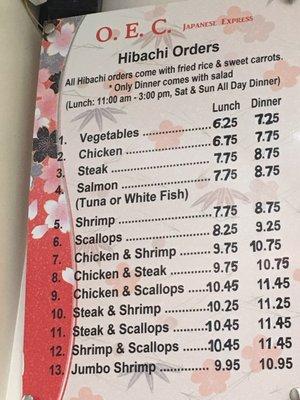 O. E. C. JAPANESE EXPRESS
Hibachi Orders
All Hibachi orders come with fried rice & sweet carrots.
* Only Dinner comes with salad
(Lunch: 11:00 am - 3:00 pm, Sat & Sun All Day Dinner)
Lunch Dinner
1. Vegetables .................. 6.25 7.25
2. Chicken ...................... 6.75 7.75
3. Steak .......................... 7.75 8.75
4. Salmon ....................... 7.75 8.75
(Tuna or White Fish)
5. Shrimp ........................ 7.75 8.75
6. Scallops ..................... 8.25 9.25
7. Chicken & Shrimp ........ 9.75 10.75
8. Chicken & Steak ........... 9.75 10.75
9. Chicken & Scallops ...... 10.45 11.45
10. Steak & Shrimp ........... 10.25 11.25
11. Steak & Scallops ......... 10.45 11.45
12. Shrimp & Scallops ....... 10.45 11.45
13. Jumbo Shrimp ............. 9.95 10.95